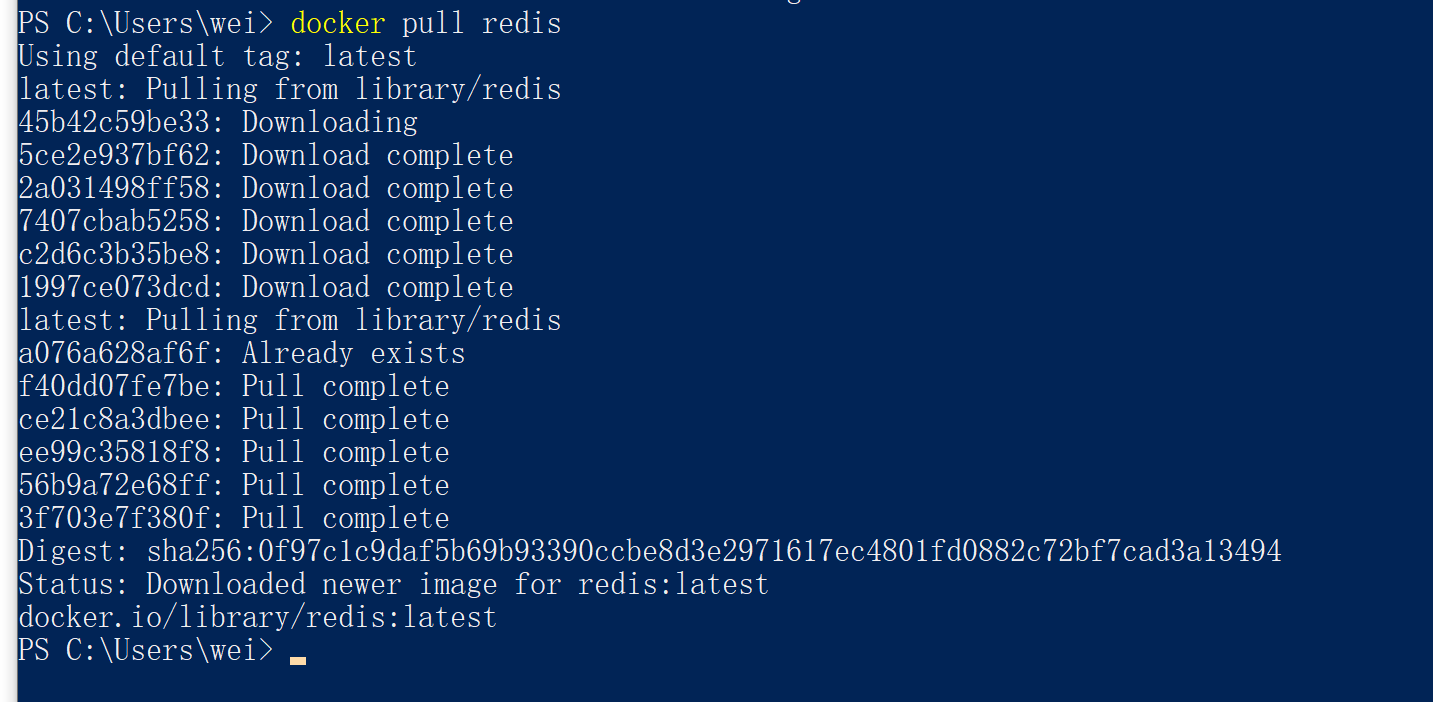 PS C:\Users\wei> docker pull redis
Using default tag: latest
latest: Pulling from library/redis
45b42c59be33: Downloading
5ce2e937bf62: Download complete
2a031498ff58: Download complete
7407cbab5258: Download complete
c2d6c3b35be8: Download complete
1997ce073dcd: Download complete
latest: Pulling from library/redis
a076a628af6f: Already exists
f40dd07fe7be: Pull complete
ce21c8a3dbee: Pull complete
ee99c35818f8: Pull complete
56b9a72e68ff: Pull complete
3f703e7f380f: Pull complete
Digest: sha256:0f97c1c9daf5b69b93390ccbe8d3e2971617ec4801fd0882c72bf7cad3a13494
Status: Downloaded newer image for redis:latest
docker.io/library/redis:latest
PS C:\Users\wei>